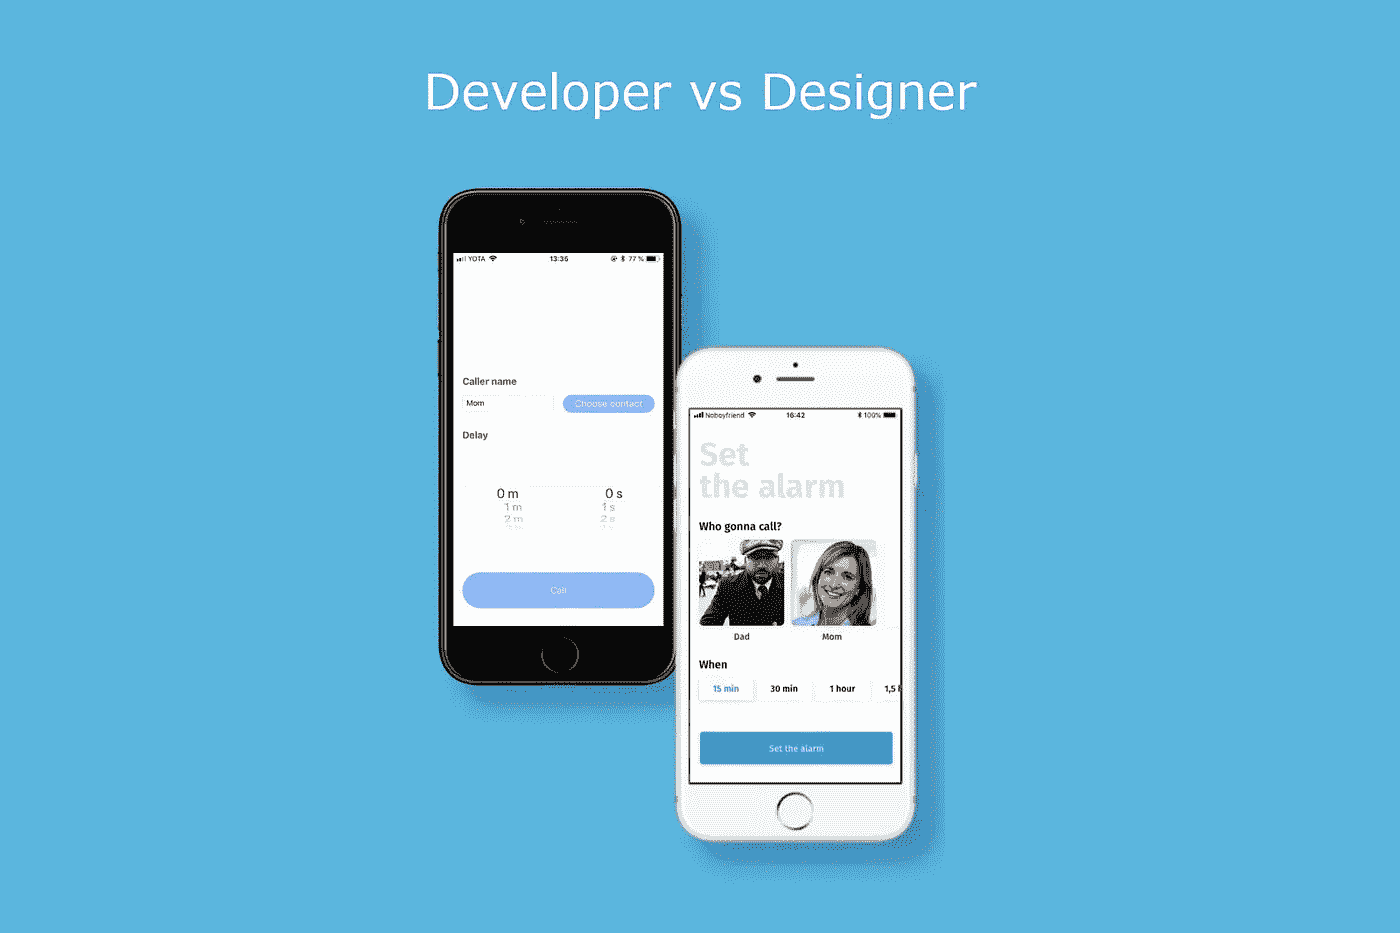 Developer vs Designer
YOTA 13:35 77 %
Caller name
Mom Choose contact
Delay
0 m 0 s
1 m 1 s
2 m 2 s
Call
Noboyfriend 16:42 100%
Set
the alarm
Who gonna call?
Dad Mom
When
15 min 30 min 1 hour 1,5
Set the alarm